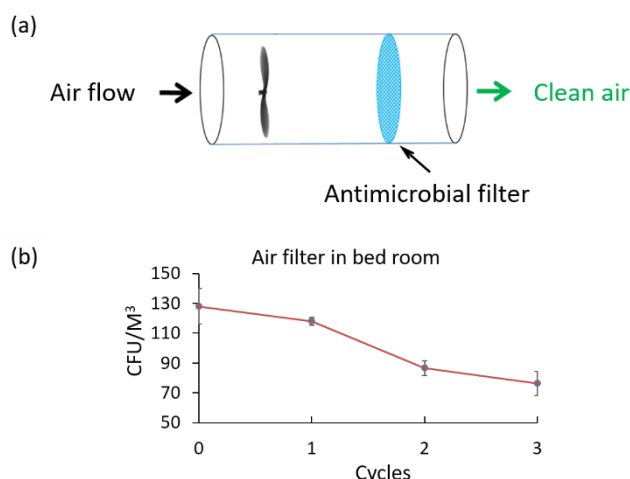 (a)
Air flow
Clean air
Antimicrobial filter
(b)
Air filter in bed room
CFU/M³
150
130
110
90
70
50
0
1
2
3
Cycles